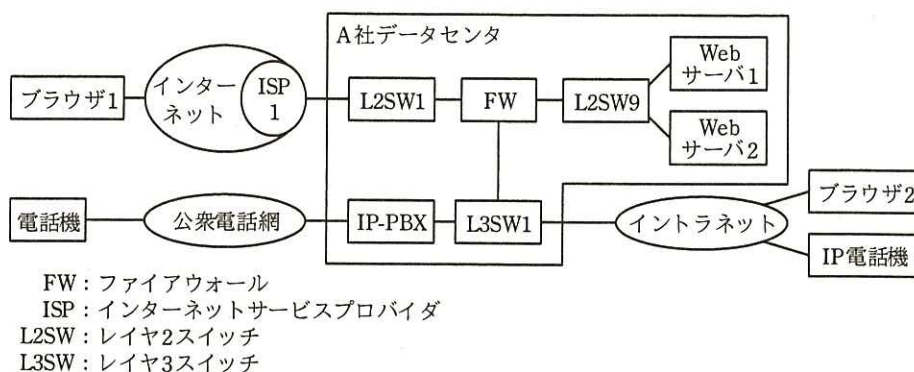 A社データセンタ
ブラウザ1
インター
ネット
ISP
1
L2SW1
FW
L2SW9
Web
サーバ1
Web
サーバ2
電話機
公衆電話網
IP-PBX
L3SW1
イントラネット
ブラウザ2
IP電話機
FW：ファイアウォール
ISP：インターネットサービスプロバイダ
L2SW：レイヤ2スイッチ
L3SW：レイヤ3スイッチ